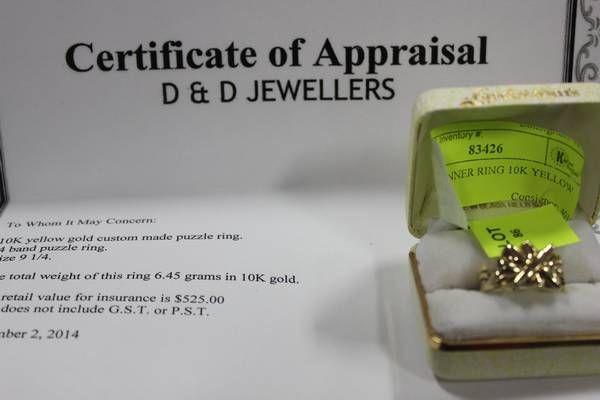 Certificate of Appraisal
D & D JEWELLERS
To Whom It May Concern:
10K yellow gold custom made puzzle ring.
4 band puzzle ring.
ize 9 1/4.
e total weight of this ring 6.45 grams in 10K gold.
retail value for insurance is $525.00
does not include G.S.T. or P.S.T.
mber 2, 2014
Inventory #:
83426
NNER RING 10K YELLOW
LOT